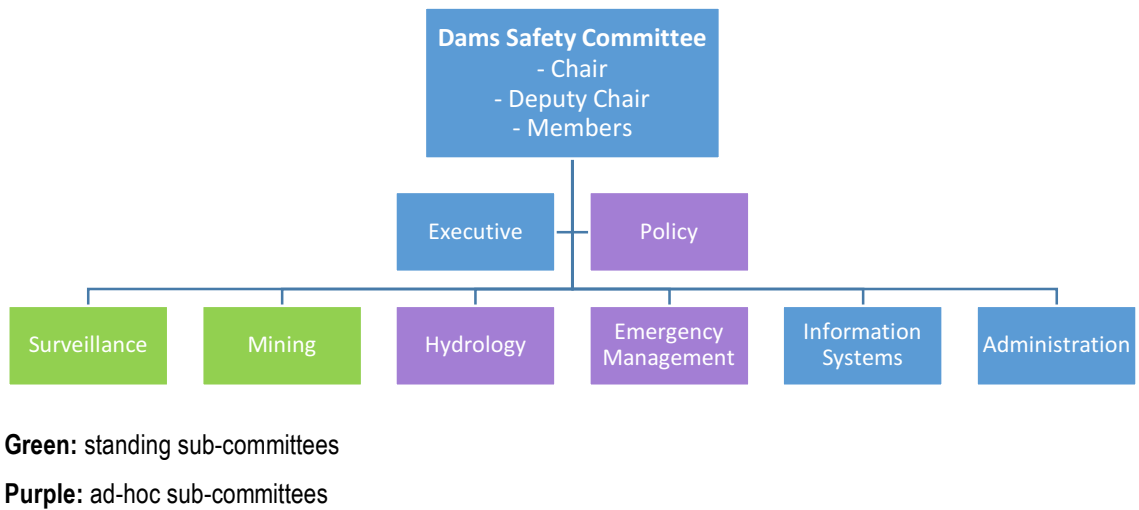 Dams Safety Committee
- Chair
- Deputy Chair
- Members
Executive
Policy
Surveillance
Mining
Hydrology
Emergency
Management
Information
Systems
Administration
Green: standing sub-committees
Purple: ad-hoc sub-committees